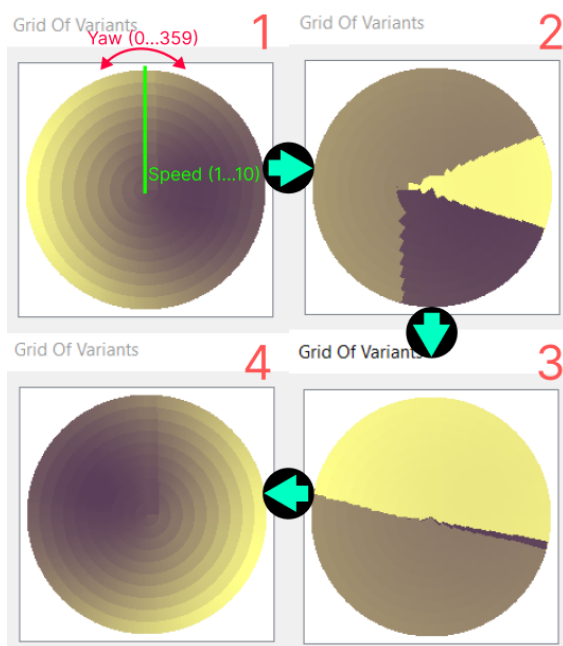 Grid Of Variants
1
Yaw (0...359)
Speed (1...10)
Grid Of Variants
2
Grid Of Variants
4
Grid Of Variants
3